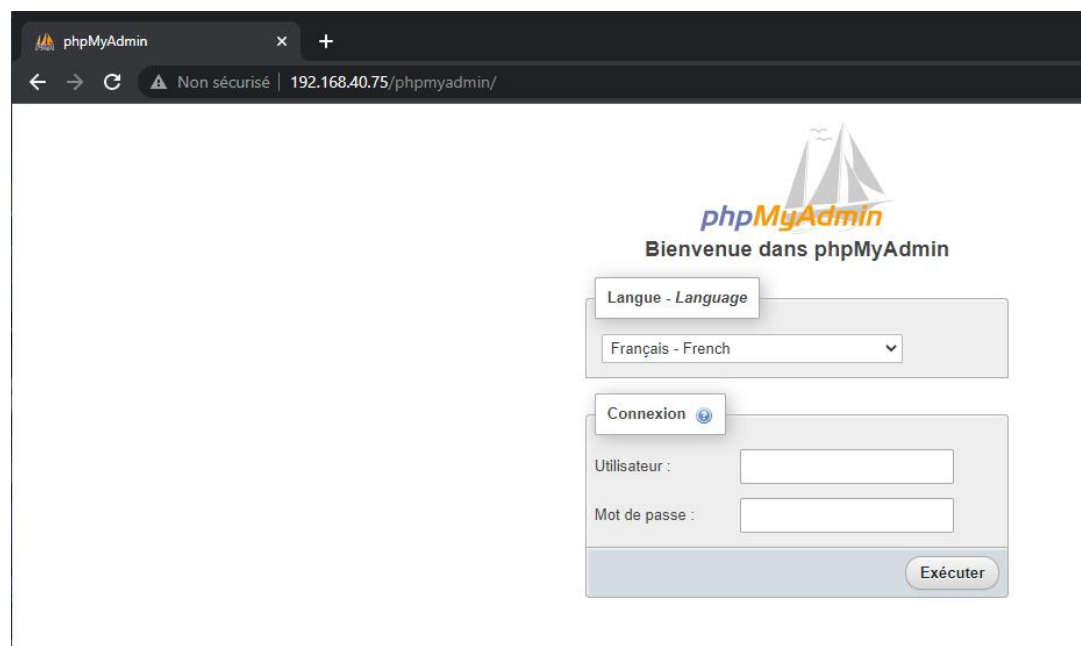 phpMyAdmin
Non sécurisé | 192.168.40.75/phpmyadmin/
phpMyAdmin
Bienvenue dans phpMyAdmin
Langue - Language
Français - French
Connexion
Utilisateur :
Mot de passe :
Exécuter